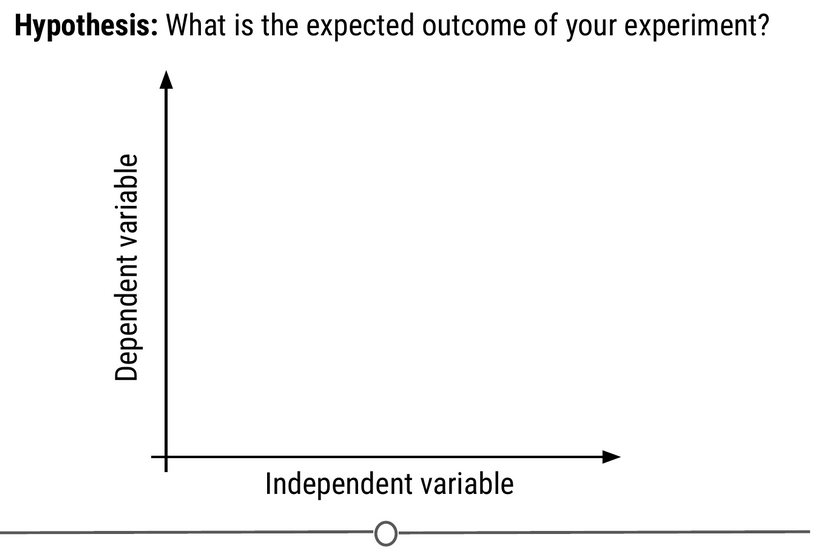 Hypothesis: What is the expected outcome of your experiment?
Dependent variable
Independent variable